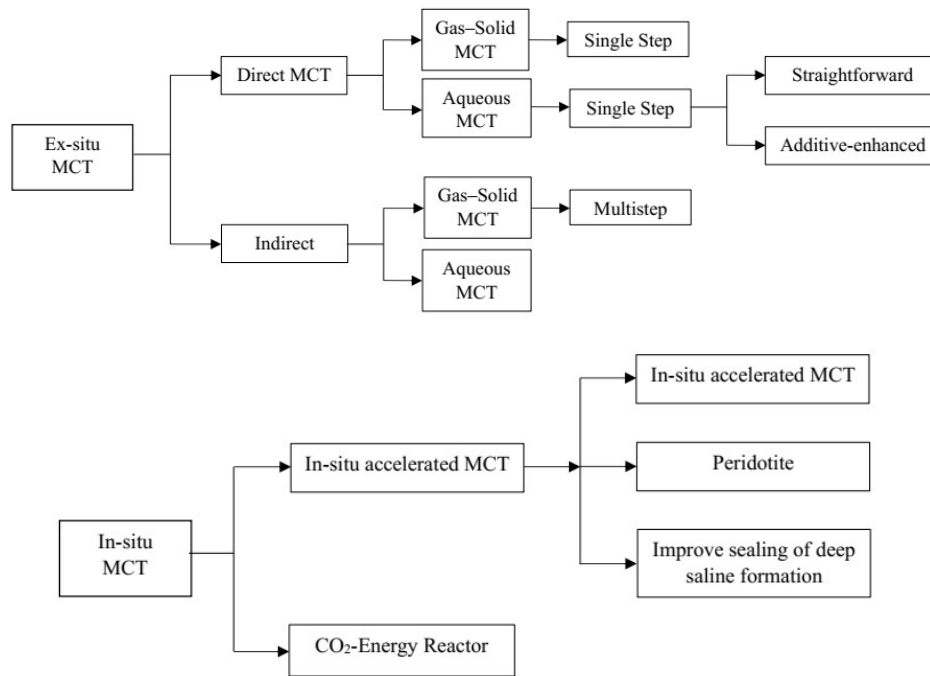 Gas–Solid
MCT
Single Step
Direct MCT
Straightforward
Aqueous
MCT
Single Step
Ex-situ
MCT
Additive-enhanced
Gas–Solid
MCT
Multistep
Indirect
Aqueous
MCT
In-situ accelerated MCT
In-situ accelerated MCT
Peridotite
In-situ
MCT
Improve sealing of deep
saline formation
CO₂-Energy Reactor